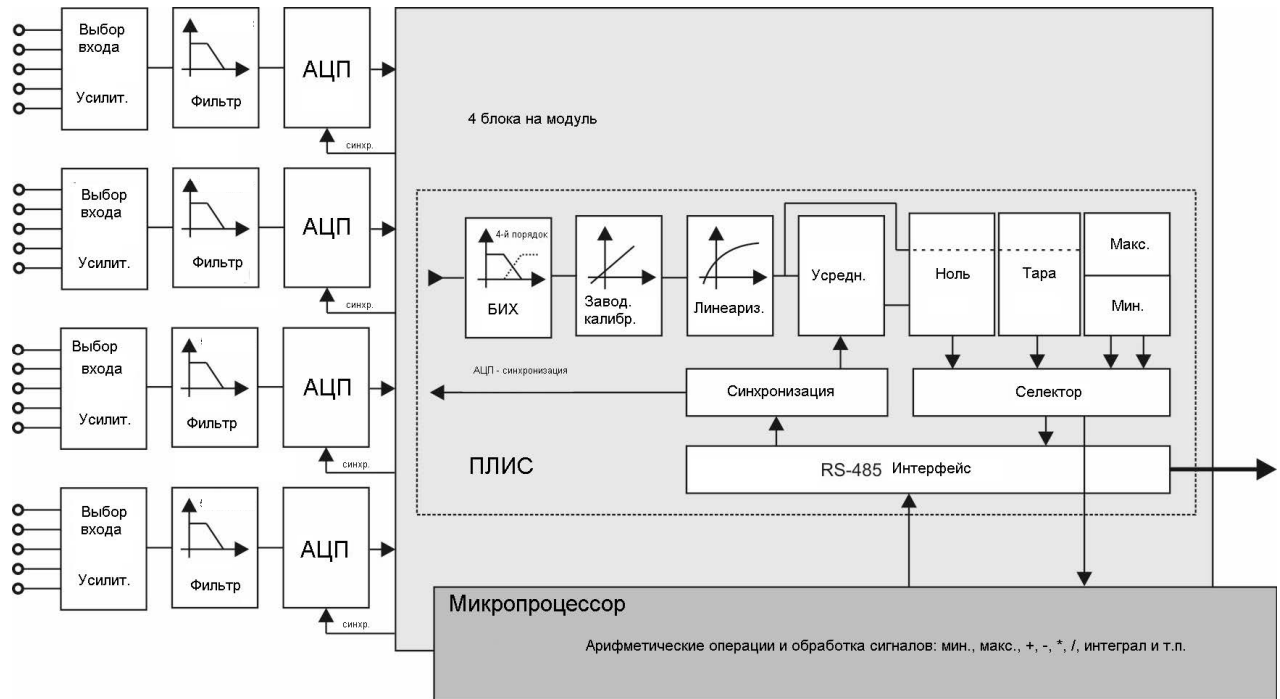 Выбор
входа
Усилит.
Фильтр
АЦП
синхр.
Выбор
входа
Усилит.
Фильтр
АЦП
синхр.
Выбор
входа
Усилит.
Фильтр
АЦП
синхр.
Выбор
входа
Усилит.
Фильтр
АЦП
синхр.
4 блока на модуль
4-й порядок
БИХ
Завод.
калибр.
Линеариз.
Усредн.
Ноль
Тара
Макс.
Мин.
АЦП - синхронизация
Синхронизация
Селектор
ПЛИС
RS-485 Интерфейс
Микропроцессор
Арифметические операции и обработка сигналов: мин., макс., +, -, *, /, интеграл и т.п.